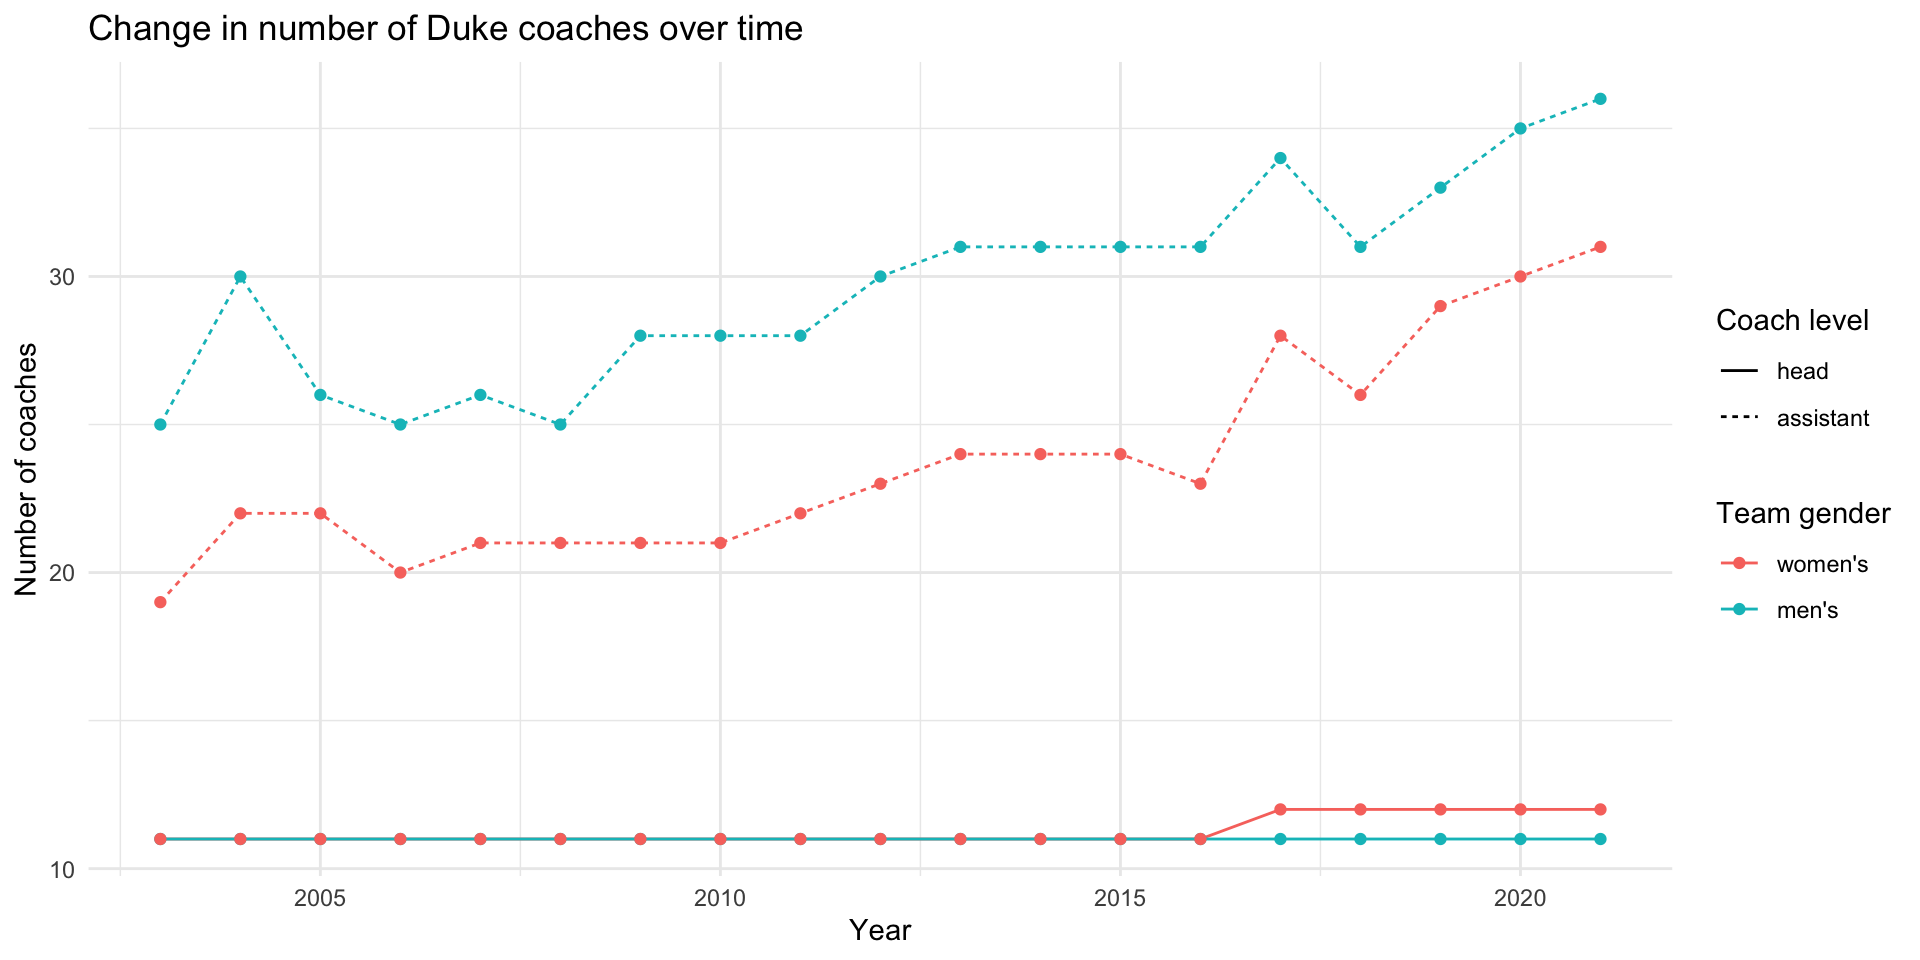 Change in number of Duke coaches over time
Number of coaches
30
20
10
2005
2010
2015
2020
Year
Coach level
head
assistant
Team gender
women's
men's